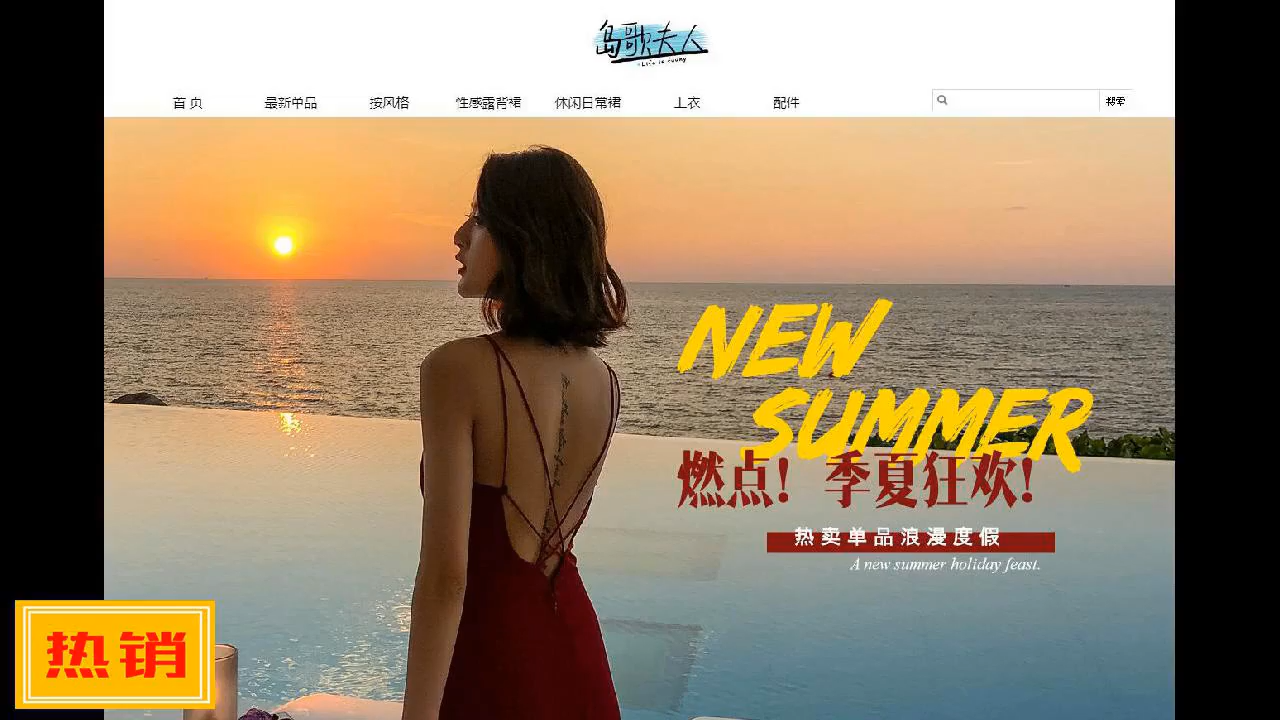 岛歌夫人
首页 最新单品 按风格 性感露背裙 休闲日常裙 上衣 配件 搜索
NEW
SUMMER
燃点! 季夏狂欢!
热卖单品浪漫度假
A new summer holiday feast.
热销